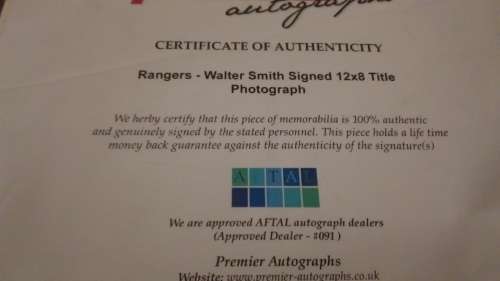 autographs
CERTIFICATE OF AUTHENTICITY
Rangers - Walter Smith Signed 12x8 Title
Photograph
We herby certify that this piece of memorabilia is 100% authentic
and genuinely signed by the stated personnel. This piece holds a life time
money back guarantee against the authenticity of the signature(s)
AFTAL
We are approved AFTAL autograph dealers
(Approved Dealer - #091 )
Premier Autographs
Website: www.premier-autographs.co.uk